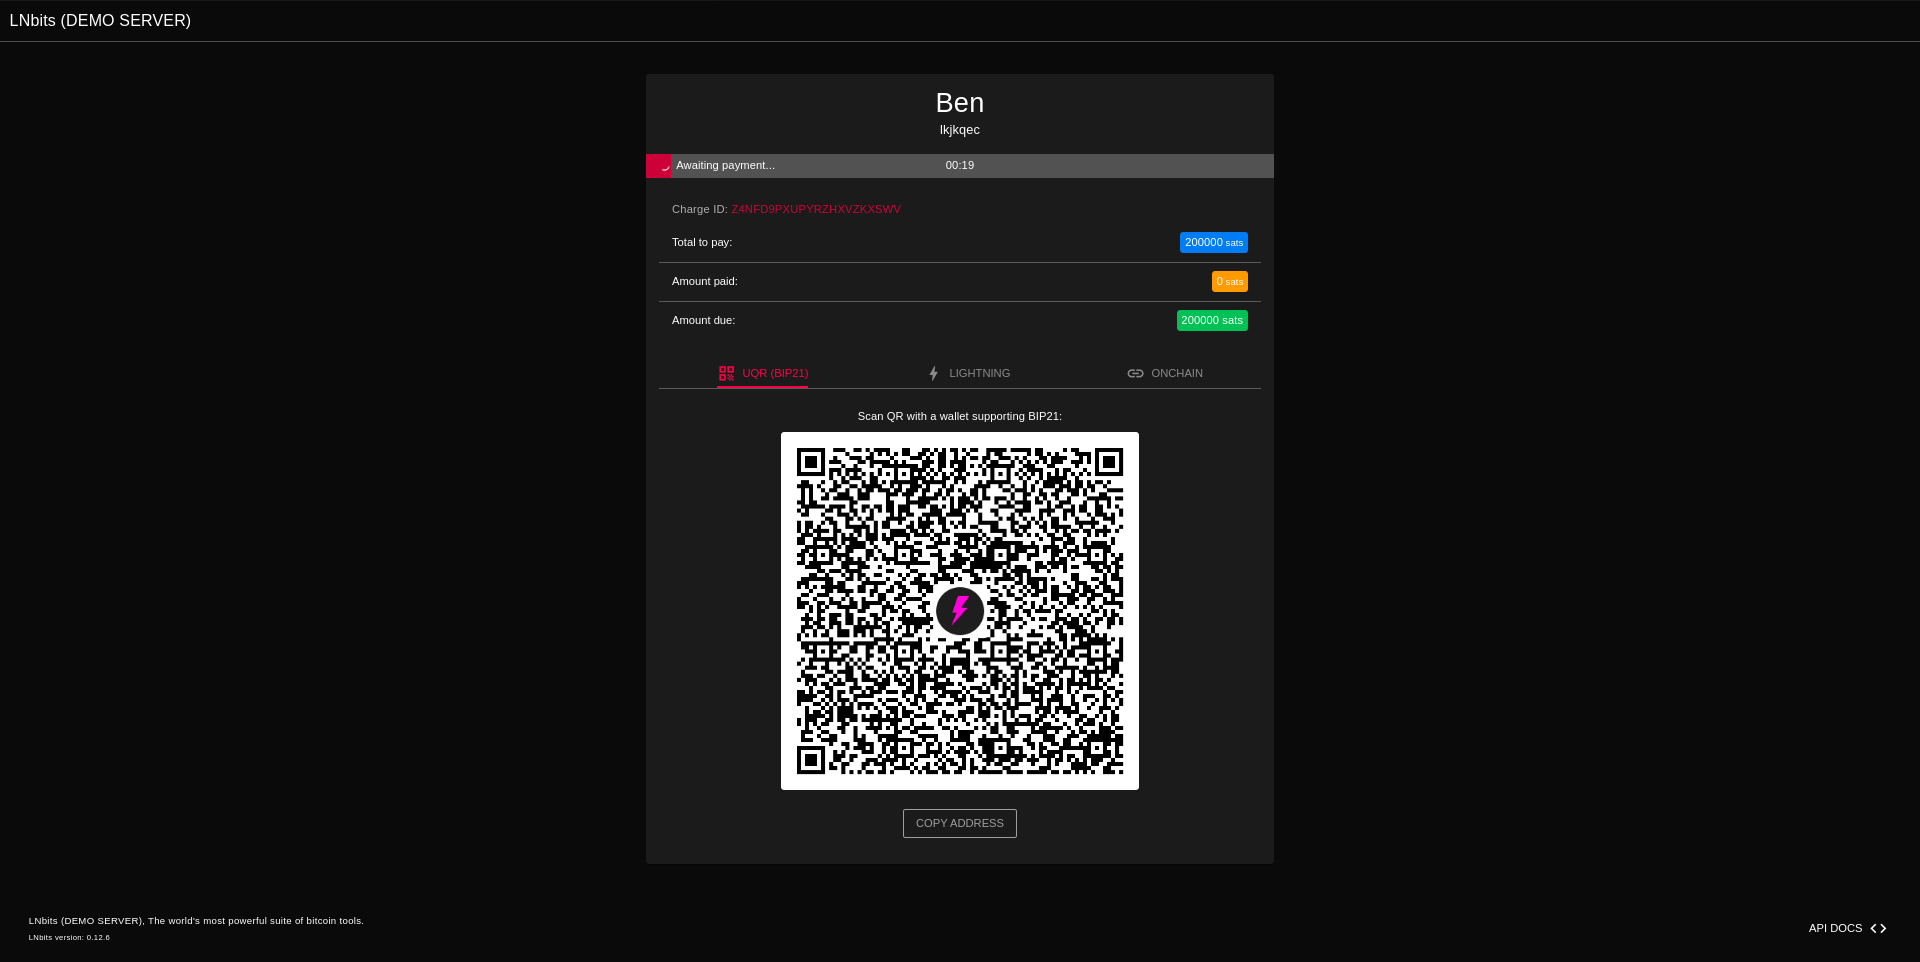 LNbits (DEMO SERVER)
Ben
lkjkqec
Awaiting payment... 00:19
Charge ID: Z4NFD9PXUPYRZHXVZKXSWV
Total to pay: 200000 sats
Amount paid: 0 sats
Amount due: 200000 sats
UQR (BIP21) LIGHTNING ONCHAIN
Scan QR with a wallet supporting BIP21:
COPY ADDRESS
LNbits (DEMO SERVER), The world's most powerful suite of bitcoin tools.
LNbits version: 0.12.6
API DOCS